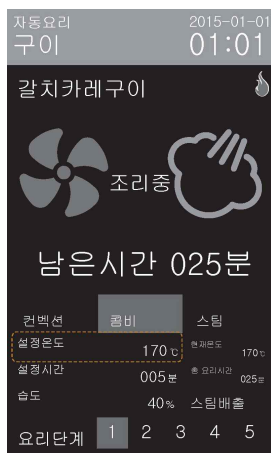 자동요리 2015-01-01
구이 01:01
갈치카레구이
조리중
남은시간 025분
컨벡션 콤비 스팀
설정온도 170℃ 현재온도 170℃
설정시간 005분 총 요리시간 025분
습도 40% 스팀배출
요리단계 1 2 3 4 5